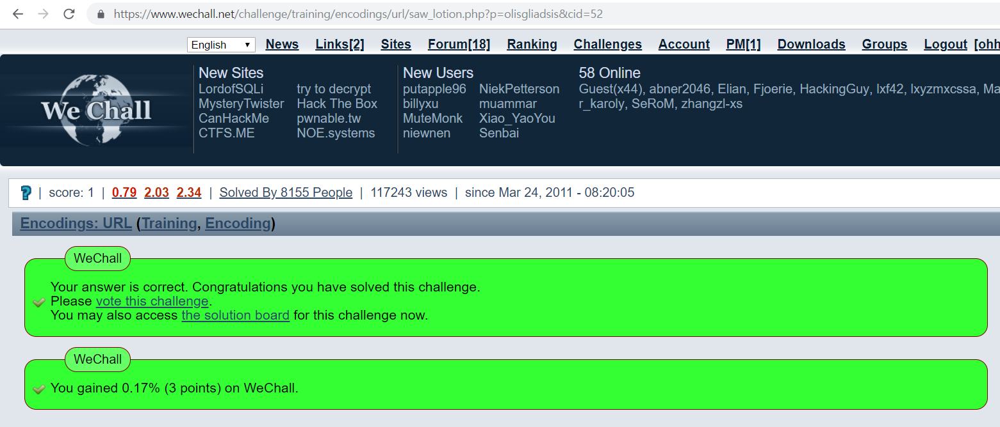 https://www.wechall.net/challenge/training/encodings/url/saw_lotion.php?p=olisgliadsis&cid=52
English News Links[2] Sites Forum[18] Ranking Challenges Account PM[1] Downloads Groups Logout [ohh
We Chall
New Sites
LordofSQLi try to decrypt
MysteryTwister Hack The Box
CanHackMe pwnable.tw
CTFS.ME NOE.systems
New Users
putapple96 NiekPetterson
billyxu muammar
MuteMonk Xiao_YaoYou
niewnen Senbai
58 Online
Guest(x44), abner2046, Elian, Fjoerie, HackingGuy, lxf42, lxyzmxcssa, Ma
r_karoly, SeRoM, zhangzl-xs
? | score: 1 | 0.79 2.03 2.34 | Solved By 8155 People | 117243 views | since Mar 24, 2011 - 08:20:05
Encodings: URL (Training, Encoding)
WeChall
Your answer is correct. Congratulations you have solved this challenge.
Please vote this challenge.
You may also access the solution board for this challenge now.
WeChall
You gained 0.17% (3 points) on WeChall.